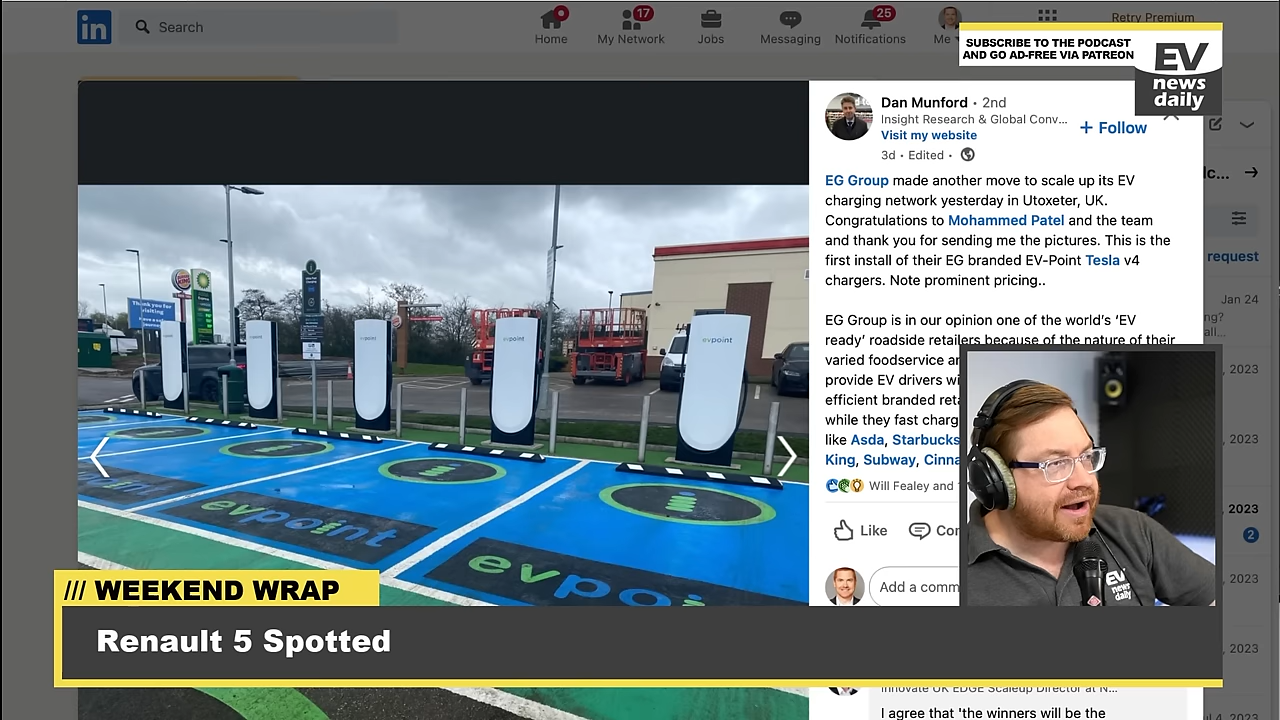 Search
Home
17
My Network
Jobs
Messaging
25
Notifications
Me
Retry Premium
SUBSCRIBE TO THE PODCAST
AND GO AD-FREE VIA PATREON
EV
news
daily
Dan Munford · 2nd
Insight Research & Global Conv...
Visit my website
+ Follow
3d · Edited ·
EG Group made another move to scale up its EV
charging network yesterday in Utoxeter, UK.
Congratulations to Mohammed Patel and the team
and thank you for sending me the pictures. This is the
first install of their EG branded EV-Point Tesla v4
chargers. Note prominent pricing..
EG Group is in our opinion one of the world's 'EV
ready' roadside retailers because of the nature of their
varied foodservice
provide EV drivers
efficient branded
while they fast
like Asda, Starbucks
King, Subway,
Will Feealey and
Like
Add a
Innovate UK EDGE Scaleup Director at N...
I agree that 'the winners will be the
request
Jan 24
2023
2023
2023
2
2023
2023
Thank you for
visiting
evpoint
evpoint
evpoint
evpoint
evpoint
EV
news
daily
/// WEEKEND WRAP
Renault 5 Spotted